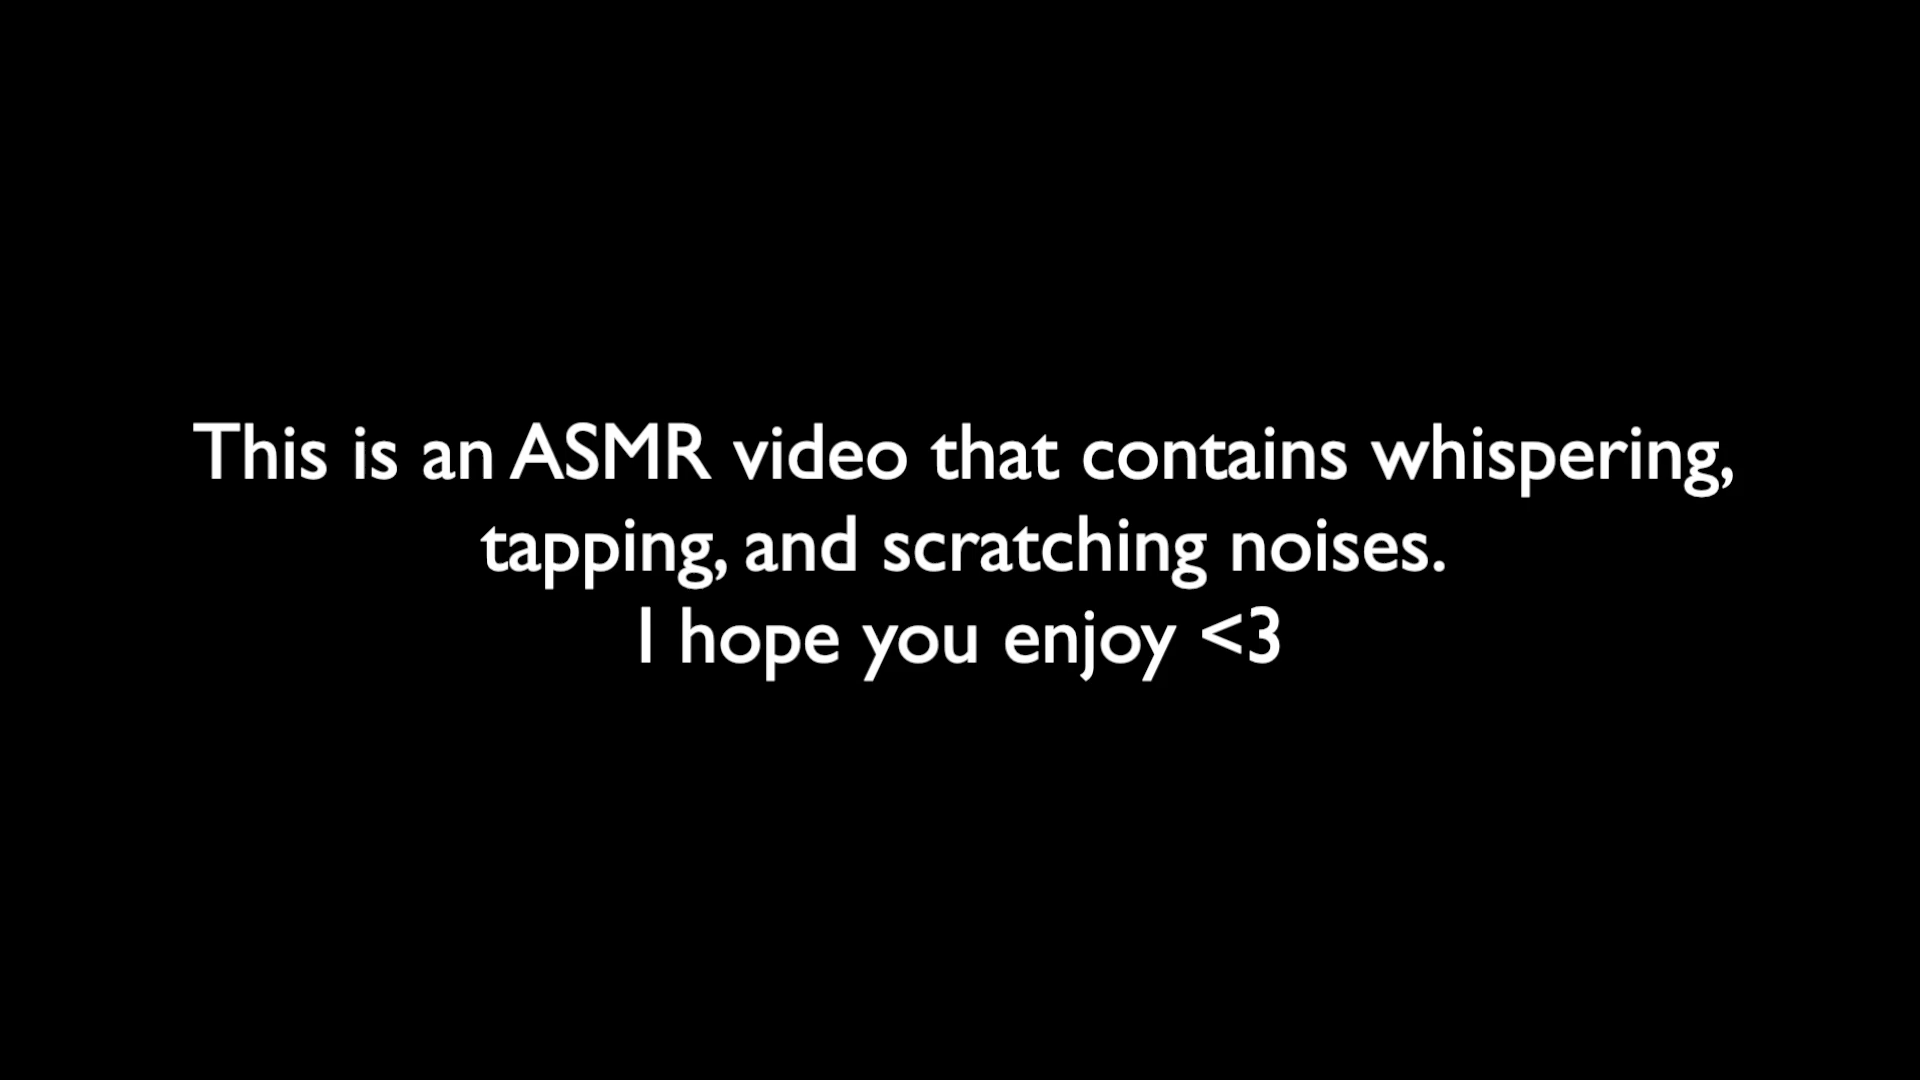 This is an ASMR video that contains whispering,
tapping, and scratching noises.
I hope you enjoy <3